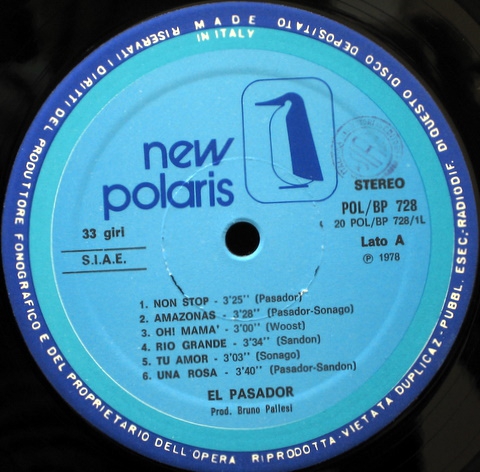 MADE
IN ITALY
RISERVATI I DIRITTI DEL PRODUTTORE FONOGRAFICO E DEL PROPRIETARIO DELL'OPERA RIPRODOTTA-VIETATA DUPLICAZ-PUBBL. ESEC.-RADIODIF. DI QUESTO DISCO DEPOSITATO
new
polaris
STEREO
POL/BP 728
20 POL/BP 728/1L
33 giri
Lato A
S.I.A.E.
℗ 1978
1. NON STOP - 3'25'' (Pasador)
2. AMAZONAS - 3'28'' (Pasador-Sonago)
3. OH! MAMA' - 3'00'' (Woost)
4. RIO GRANDE - 3'34'' (Sandon)
5. TU AMOR - 3'03'' (Sonago)
6. UNA ROSA - 3'40'' (Pasador-Sandon)
EL PASADOR
Prod. Bruno Pallesi